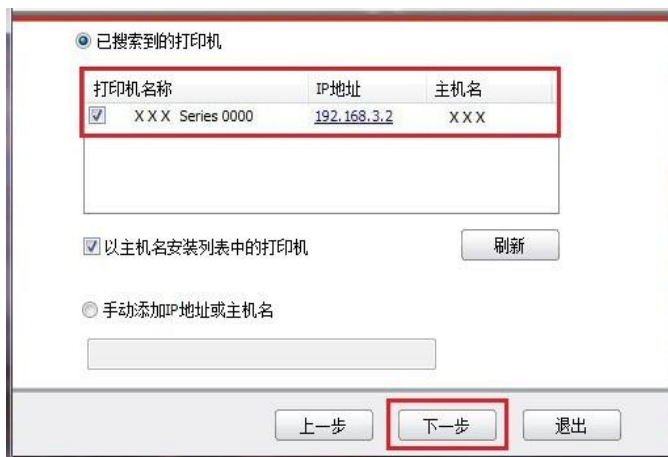 已搜索到的打印机
打印机名称 IP地址 主机名
XXX Series 0000 192.168.3.2 XXX
以主机名安装列表中的打印机 刷新
手动添加IP地址或主机名
上一步 下一步 退出